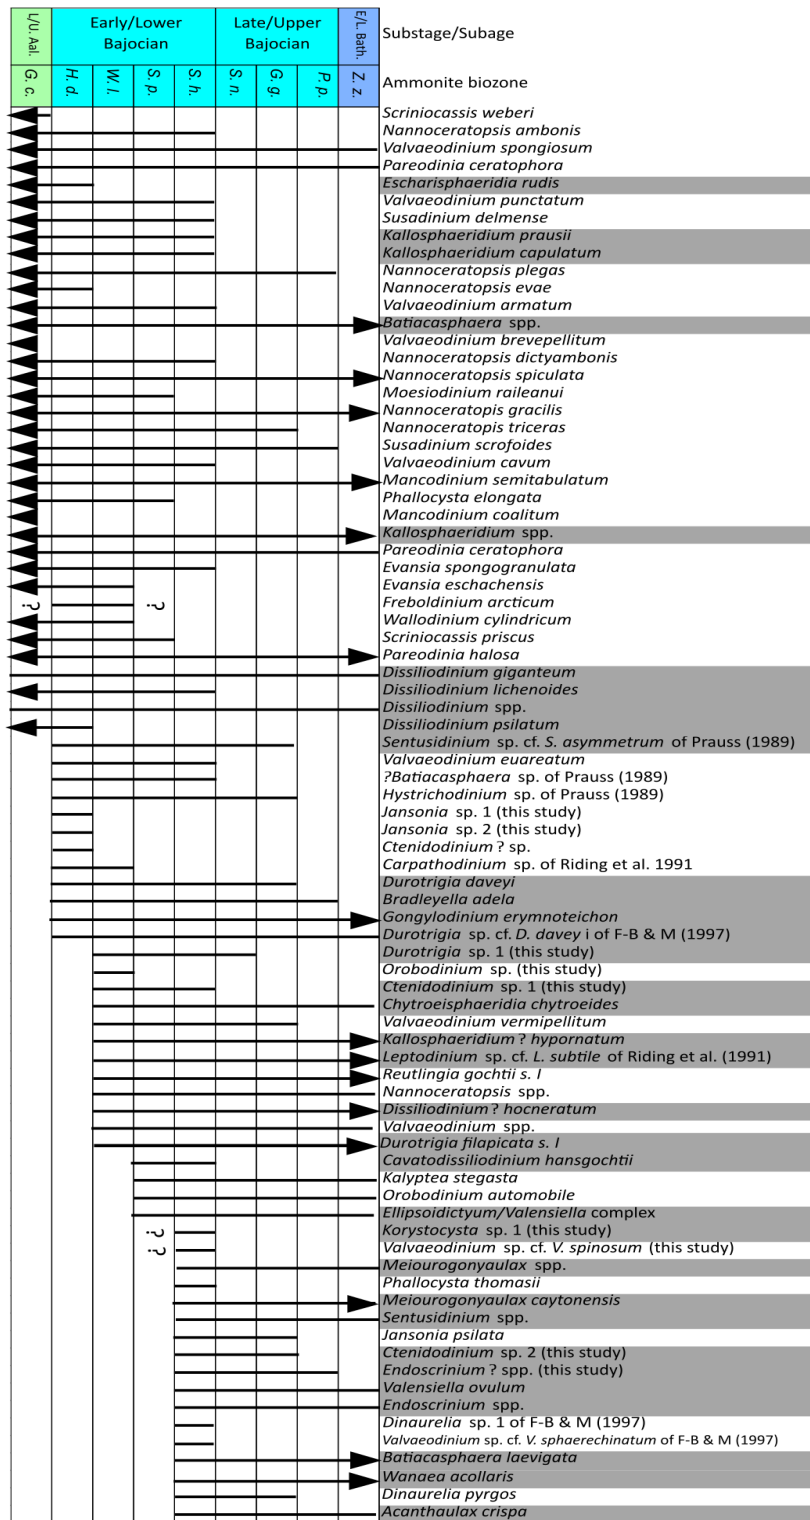 L/U. Aal.
Early/Lower
Bajocian
Late/Upper
Bajocian
E/L. Bath.
Substage/Subage
G. c.
H. d.
W. l.
S. p.
S. h.
S. n.
G. g.
P. p.
Z. z.
Ammonite biozone
Scriniocassis weberi
Nannoceratopsis ambonis
Valvaeodinium spongiosum
Pareodinia ceratophora
Escharisphaeridia rudis
Valvaeodinium punctatum
Susadinium delmense
Kallosphaeridium prausii
Kallosphaeridium capulatum
Nannoceratopsis plegas
Nannoceratopsis evae
Valvaeodinium armatum
Batiacasphaera spp.
Valvaeodinium brevepellitum
Nannoceratopsis dictyambonis
Nannoceratopsis spiculata
Moesiodinium raileanui
Nannoceratopis gracilis
Nannoceratopis triceras
Susadinium scrofoides
Valvaeodinium cavum
Mancodinium semitabulatum
Phallocysta elongata
Mancodinium coalitum
Kallosphaeridium spp.
Pareodinia ceratophora
Evansia spongogranulata
Evansia eschachensis
? ? Freboldinium arcticum
Wallodinium cylindricum
Scriniocassis priscus
Pareodinia halosa
Dissiliodinium giganteum
Dissiliodinium lichenoides
Dissiliodinium spp.
Dissiliodinium psilatum
Sentusidinium sp. cf. S. asymmetrum of Prauss (1989)
Valvaeodinium euareatum
?Batiacasphaera sp. of Prauss (1989)
Hystrichodinium sp. of Prauss (1989)
Jansonia sp. 1 (this study)
Jansonia sp. 2 (this study)
Ctenidodinium ? sp.
Carpathodinium sp. of Riding et al. 1991
Durotrigia daveyi
Bradleyella adela
Gongylodinium erymnoteichon
Durotrigia sp. cf. D. davey i of F-B & M (1997)
Durotrigia sp. 1 (this study)
Orobodinium sp. (this study)
Ctenidodinium sp. 1 (this study)
Chytroeisphaeridia chytroeides
Valvaeodinium vermipellitum
Kallosphaeridium ? hypornatum
Leptodinium sp. cf. L. subtile of Riding et al. (1991)
Reutlingia gochtii s. l
Nannoceratopsis spp.
Dissiliodinium ? hocneratum
Valvaeodinium spp.
Durotrigia filapicata s. l
Cavatodissiliodinium hansgochtii
Kalyptea stegasta
Orobodinium automobile
Ellipsoidictyum/Valensiella complex
? Korystocysta sp. 1 (this study)
? Valvaeodinium sp. cf. V. spinosum (this study)
Meiourogonyaulax spp.
Phallocysta thomasii
Meiourogonyaulax caytonensis
Sentusidinium spp.
Jansonia psilata
Ctenidodinium sp. 2 (this study)
Endoscrinium ? spp. (this study)
Valensiella ovulum
Endoscrinium spp.
Dinaurelia sp. 1 of F-B & M (1997)
Valvaeodinium sp. cf. V. sphaerechinatum of F-B & M (1997)
Batiacasphaera laevigata
Wanaea acollaris
Dinaurelia pyrgos
Acanthaulax crispa